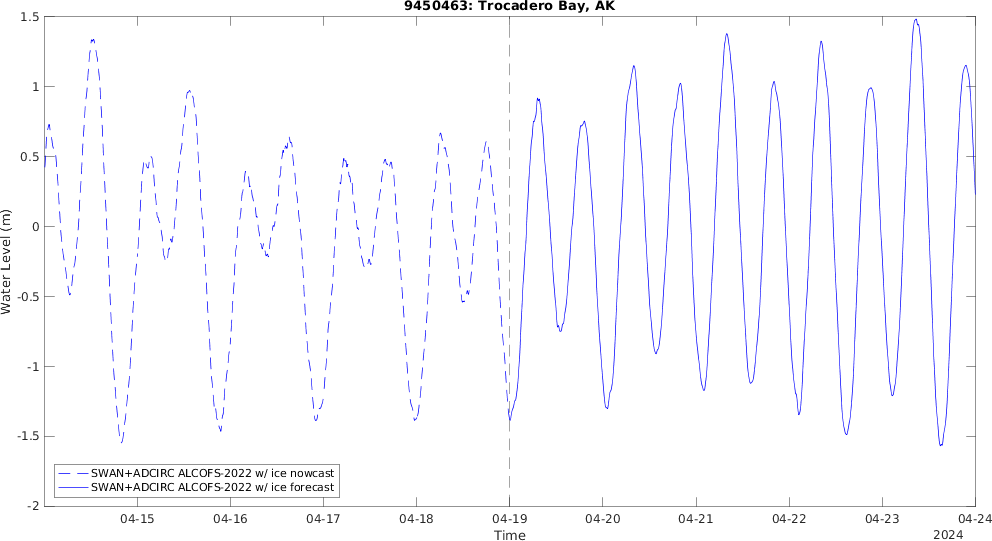 9450463: Trocadero Bay, AK
1.5
1
0.5
0
-0.5
-1
-1.5
-2
Water Level (m)
SWAN+ADCIRC ALCOFS-2022 w/ ice nowcast
SWAN+ADCIRC ALCOFS-2022 w/ ice forecast
04-15 04-16 04-17 04-18 04-19 04-20 04-21 04-22 04-23 04-24
Time
2024